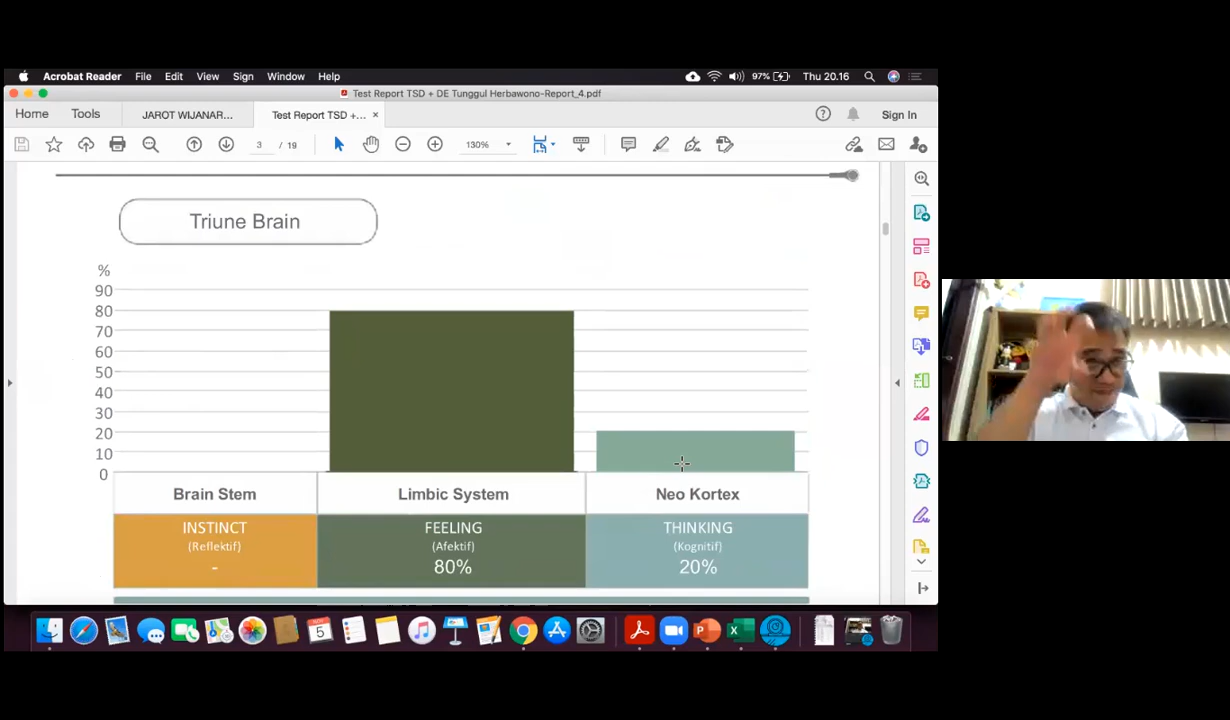 Acrobat Reader File Edit View Sign Window Help 97% Thu 20.16
Test Report TSD + DE Tunggul Herbawono-Report_4.pdf
Home Tools JAROT WIJANAR... Test Report TSD +... × Sign In
3 / 19 130%
Triune Brain
%
90
80
70
60
50
40
30
20
10
0
Brain Stem Limbic System Neo Kortex
INSTINCT FEELING THINKING
(Reflektif) (Afektif) (Kognitif)
- 80% 20%
NOV
5